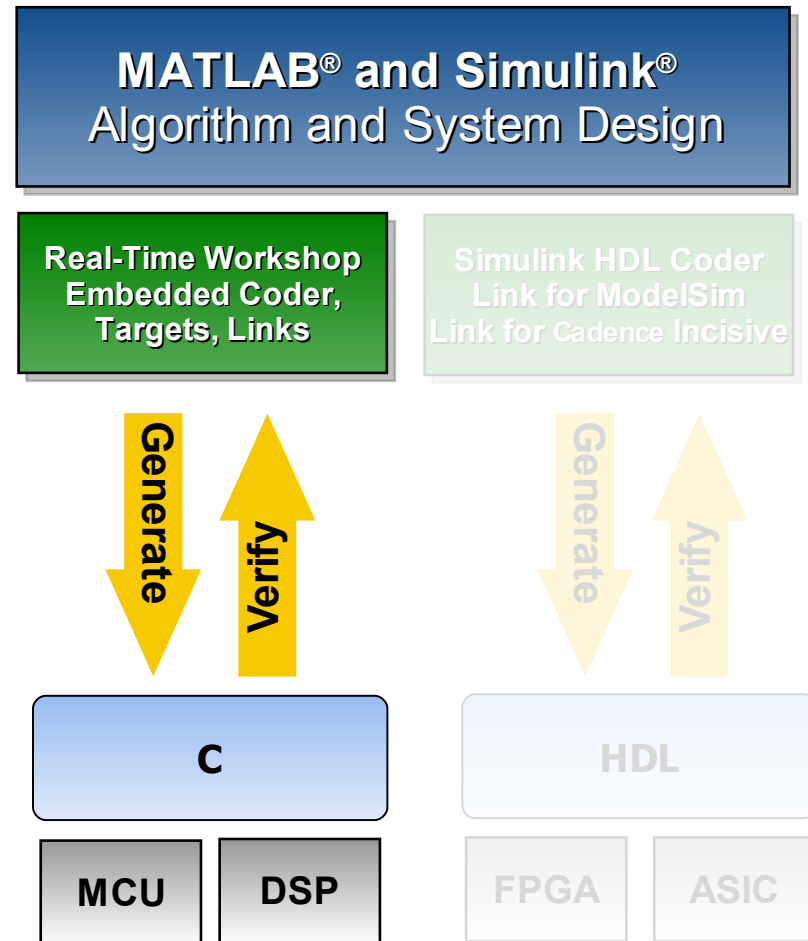 MATLAB® and Simulink®
Algorithm and System Design
Real-Time Workshop
Embedded Coder,
Targets, Links
Simulink HDL Coder
Link for ModelSim
Link for Cadence Incisive
Generate
Verify
Generate
Verify
C
HDL
MCU
DSP
FPGA
ASIC